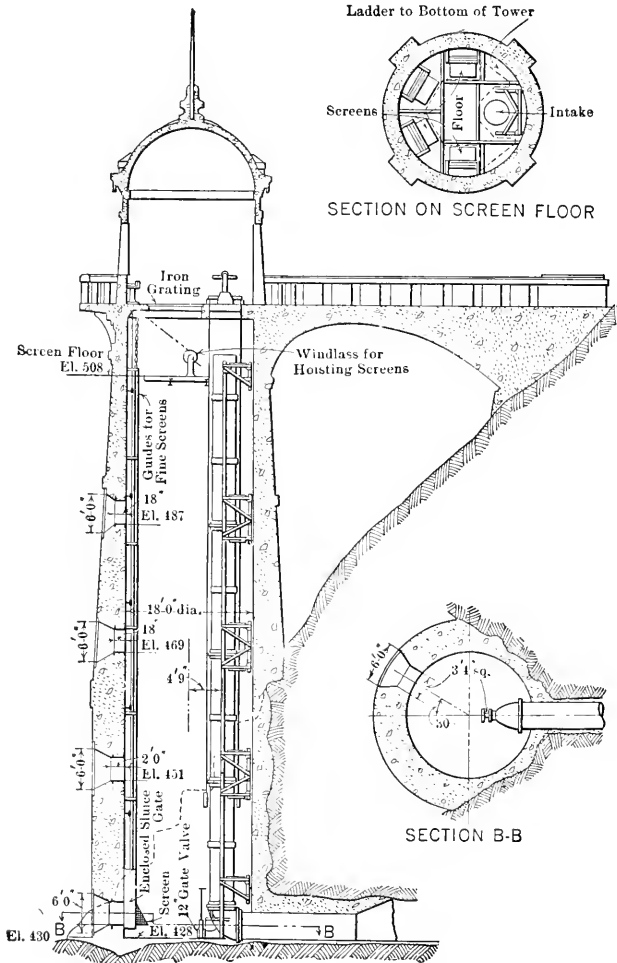 Ladder to Bottom of Tower
Screens
Floor
Intake
SECTION ON SCREEN FLOOR
Iron
Grating
Screen Floor
El. 508
Windlass for
Hoisting Screens
Guides for
Fine Screens
6'0"
18"
El. 487
18'0" dia.
6'0"
18"
El. 469
4'9"
6'0"
2'0"
El. 451
Enclosed Sluice
Gate
Screen
12" Gate Valve
6'0"
B
El. 430
El. 428
B
6'0"
3'4" sq.
30
SECTION B-B